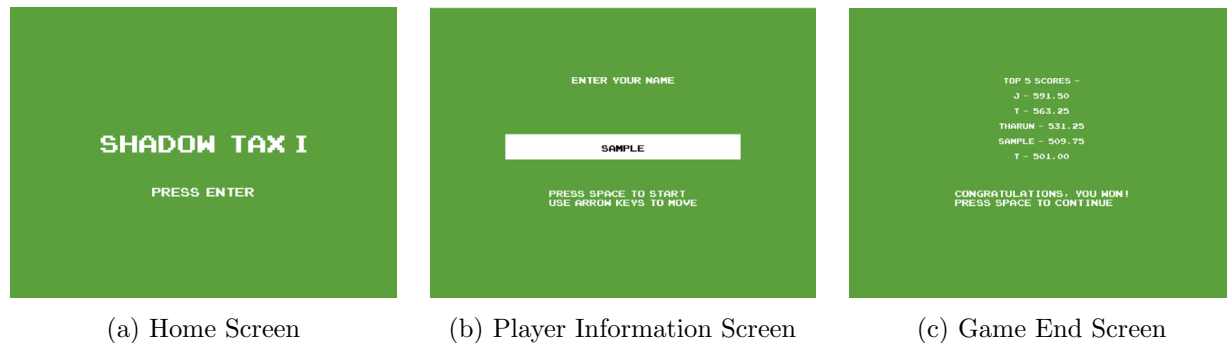 SHADOW TAXI
PRESS ENTER
(a) Home Screen
ENTER YOUR NAME
SAMPLE
PRESS SPACE TO START
USE ARROW KEYS TO MOVE
(b) Player Information Screen
TOP 5 SCORES -
J - 591.50
T - 563.25
THARUN - 531.25
SAMPLE - 509.75
T - 501.00
CONGRATULATIONS, YOU WON!
PRESS SPACE TO CONTINUE
(c) Game End Screen